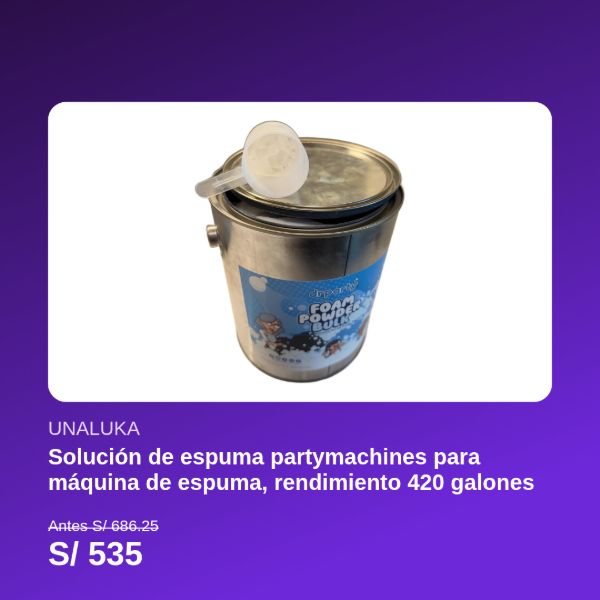 drparty
FOAM
POWDER
BULK
UNALUKA
Solución de espuma partymachines para
máquina de espuma, rendimiento 420 galones
Antes S/ 686.25
S/ 535